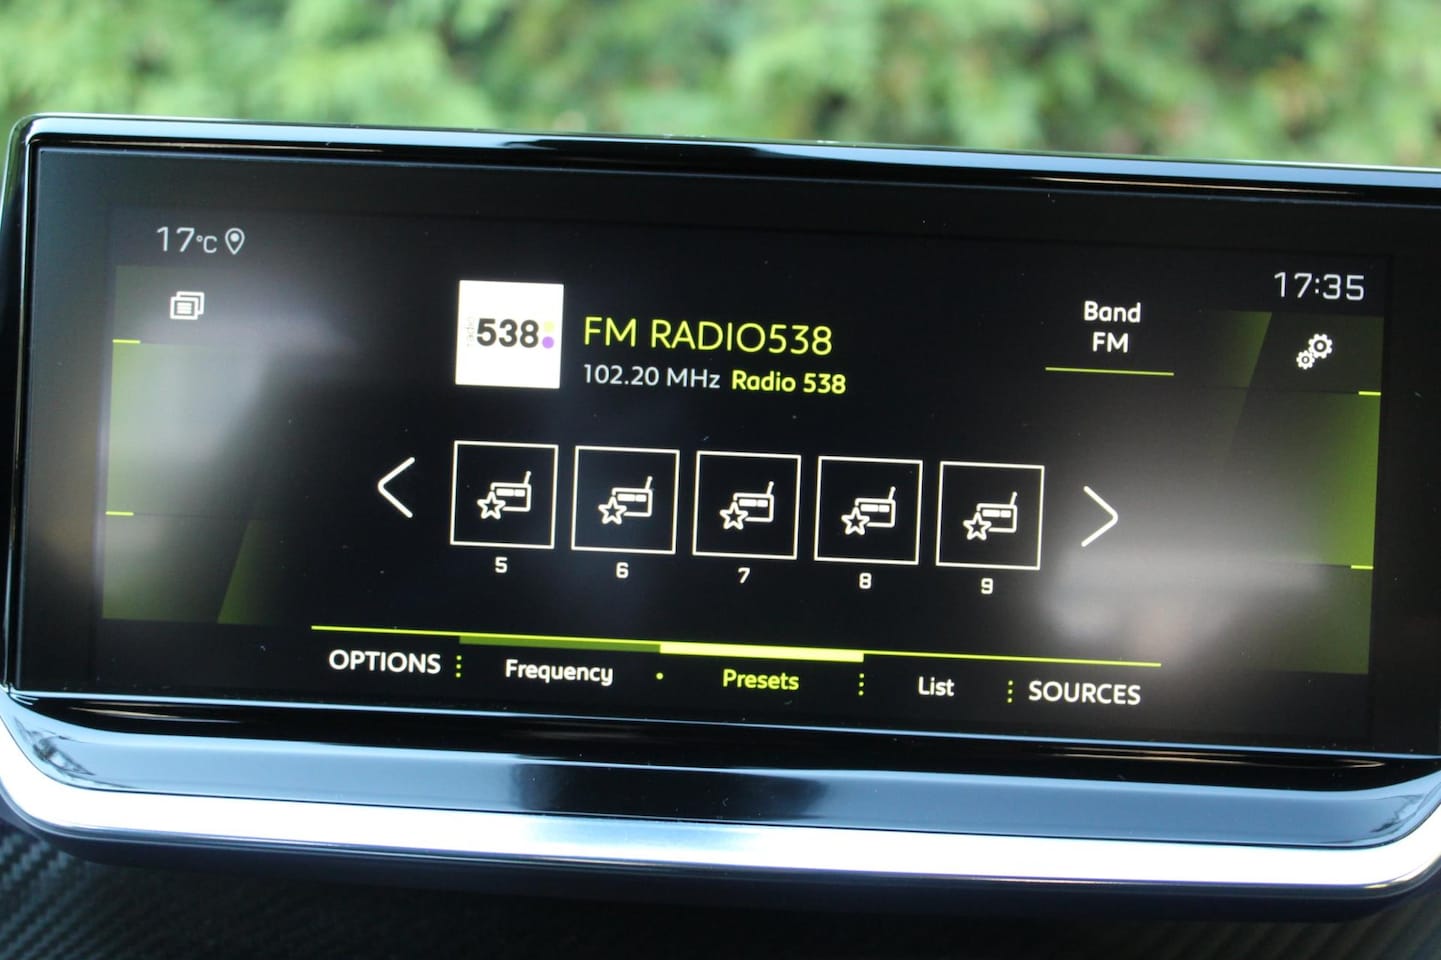 17°C
17:35
radio
538
FM RADIO538
102.20 MHz Radio 538
Band
FM
5 6 7 8 9
OPTIONS Frequency Presets List SOURCES